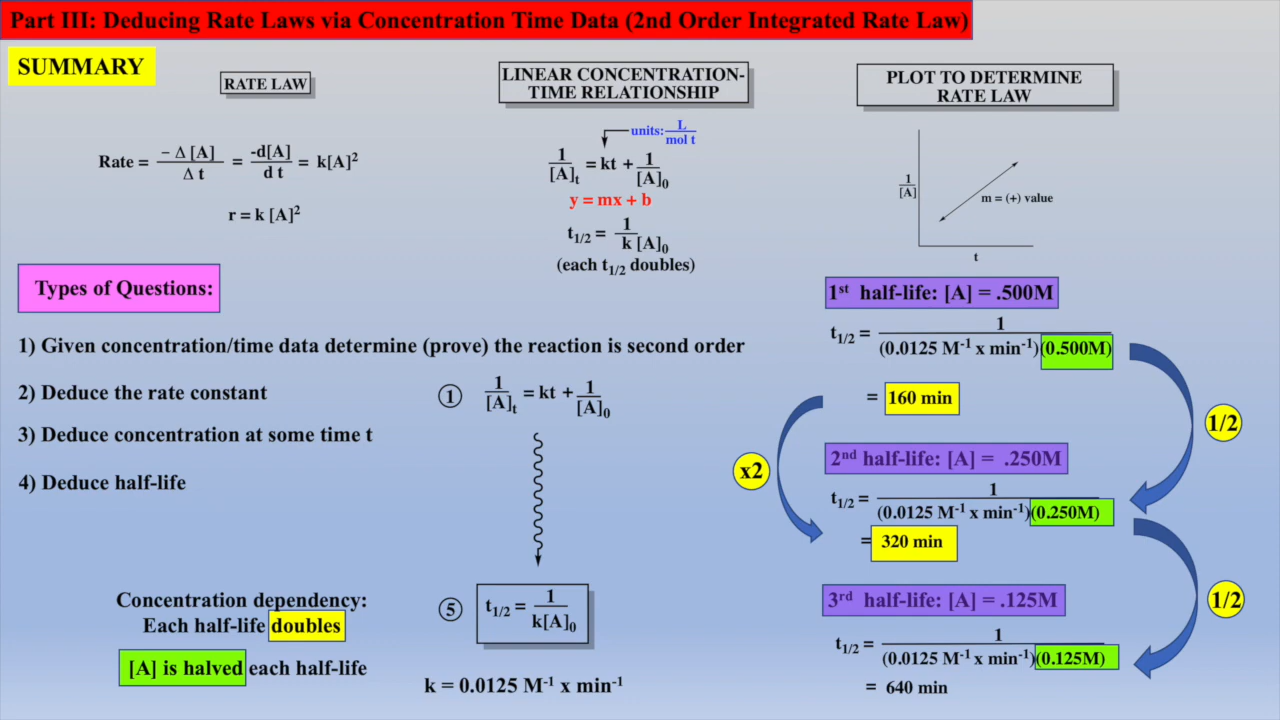 Part III: Deducing Rate Laws via Concentration Time Data (2nd Order Integrated Rate Law)
SUMMARY
RATE LAW
LINEAR CONCENTRATION-
TIME RELATIONSHIP
PLOT TO DETERMINE
RATE LAW
Rate = – Δ [A] / Δ t = -d[A] / d t = k[A]²
r = k [A]²
units: L / mol t
1 / [A]ₜ = kt + 1 / [A]₀
y = mx + b
t₁/₂ = 1 / k [A]₀
(each t₁/₂ doubles)
1 / [A]
m = (+) value
t
Types of Questions:
1) Given concentration/time data determine (prove) the reaction is second order
2) Deduce the rate constant
3) Deduce concentration at some time t
4) Deduce half-life
1 1 / [A]ₜ = kt + 1 / [A]₀
5 t₁/₂ = 1 / k[A]₀
Concentration dependency:
Each half-life doubles
[A] is halved each half-life
k = 0.0125 M⁻¹ x min⁻¹
1st half-life: [A] = .500M
t₁/₂ = 1 / (0.0125 M⁻¹ x min⁻¹)(0.500M)
= 160 min
1/2
x2
2nd half-life: [A] = .250M
t₁/₂ = 1 / (0.0125 M⁻¹ x min⁻¹)(0.250M)
= 320 min
1/2
3rd half-life: [A] = .125M
t₁/₂ = 1 / (0.0125 M⁻¹ x min⁻¹)(0.125M)
= 640 min